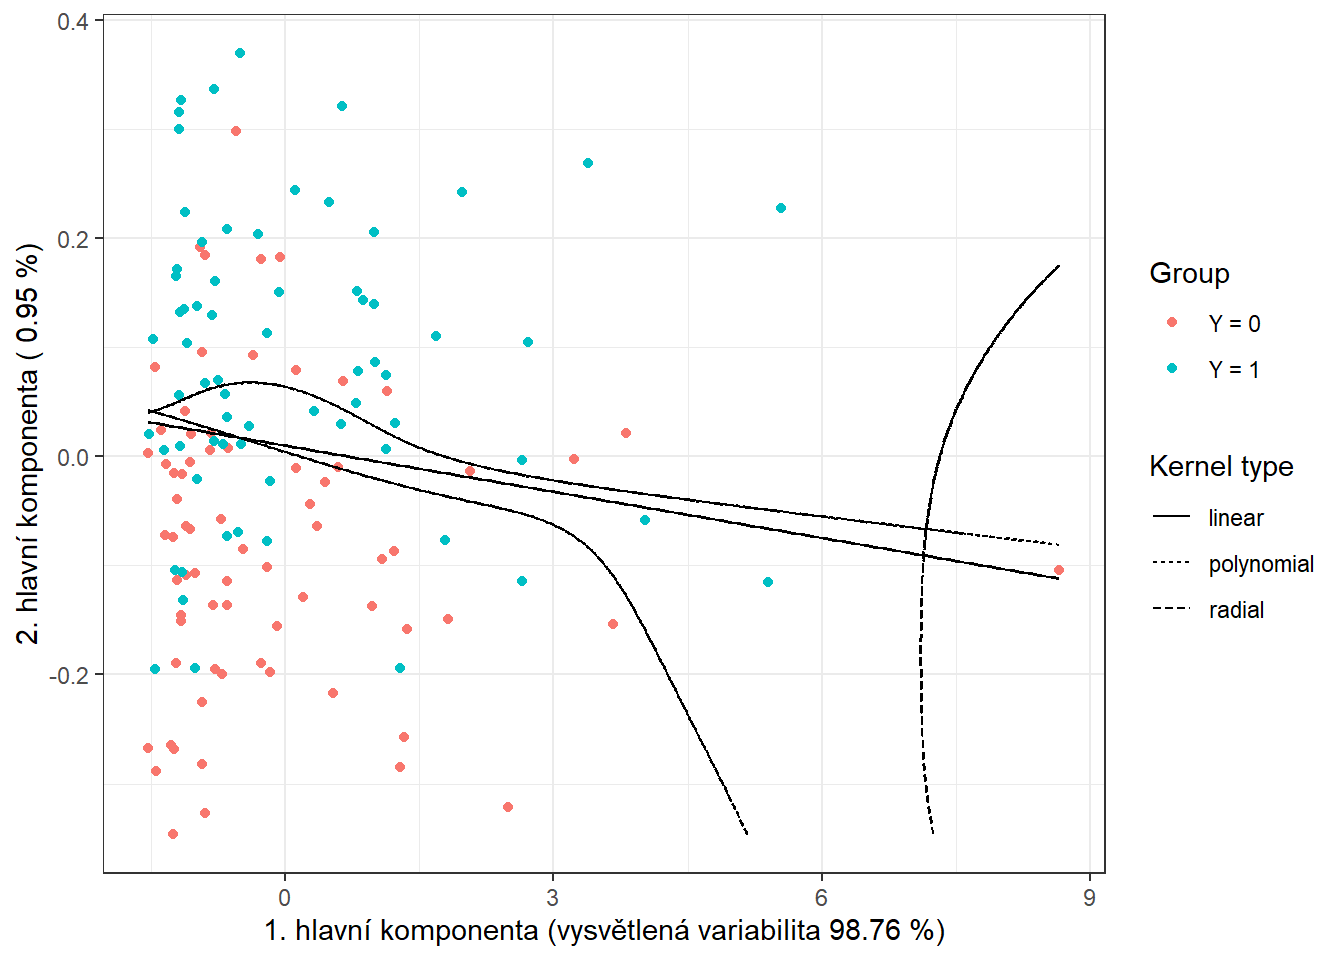 0.4
0.2
0.0
-0.2
2. hlavní komponenta ( 0.95 %)
0
3
6
9
1. hlavní komponenta (vysvětlená variabilita 98.76 %)
Group
Y = 0
Y = 1
Kernel type
linear
polynomial
radial